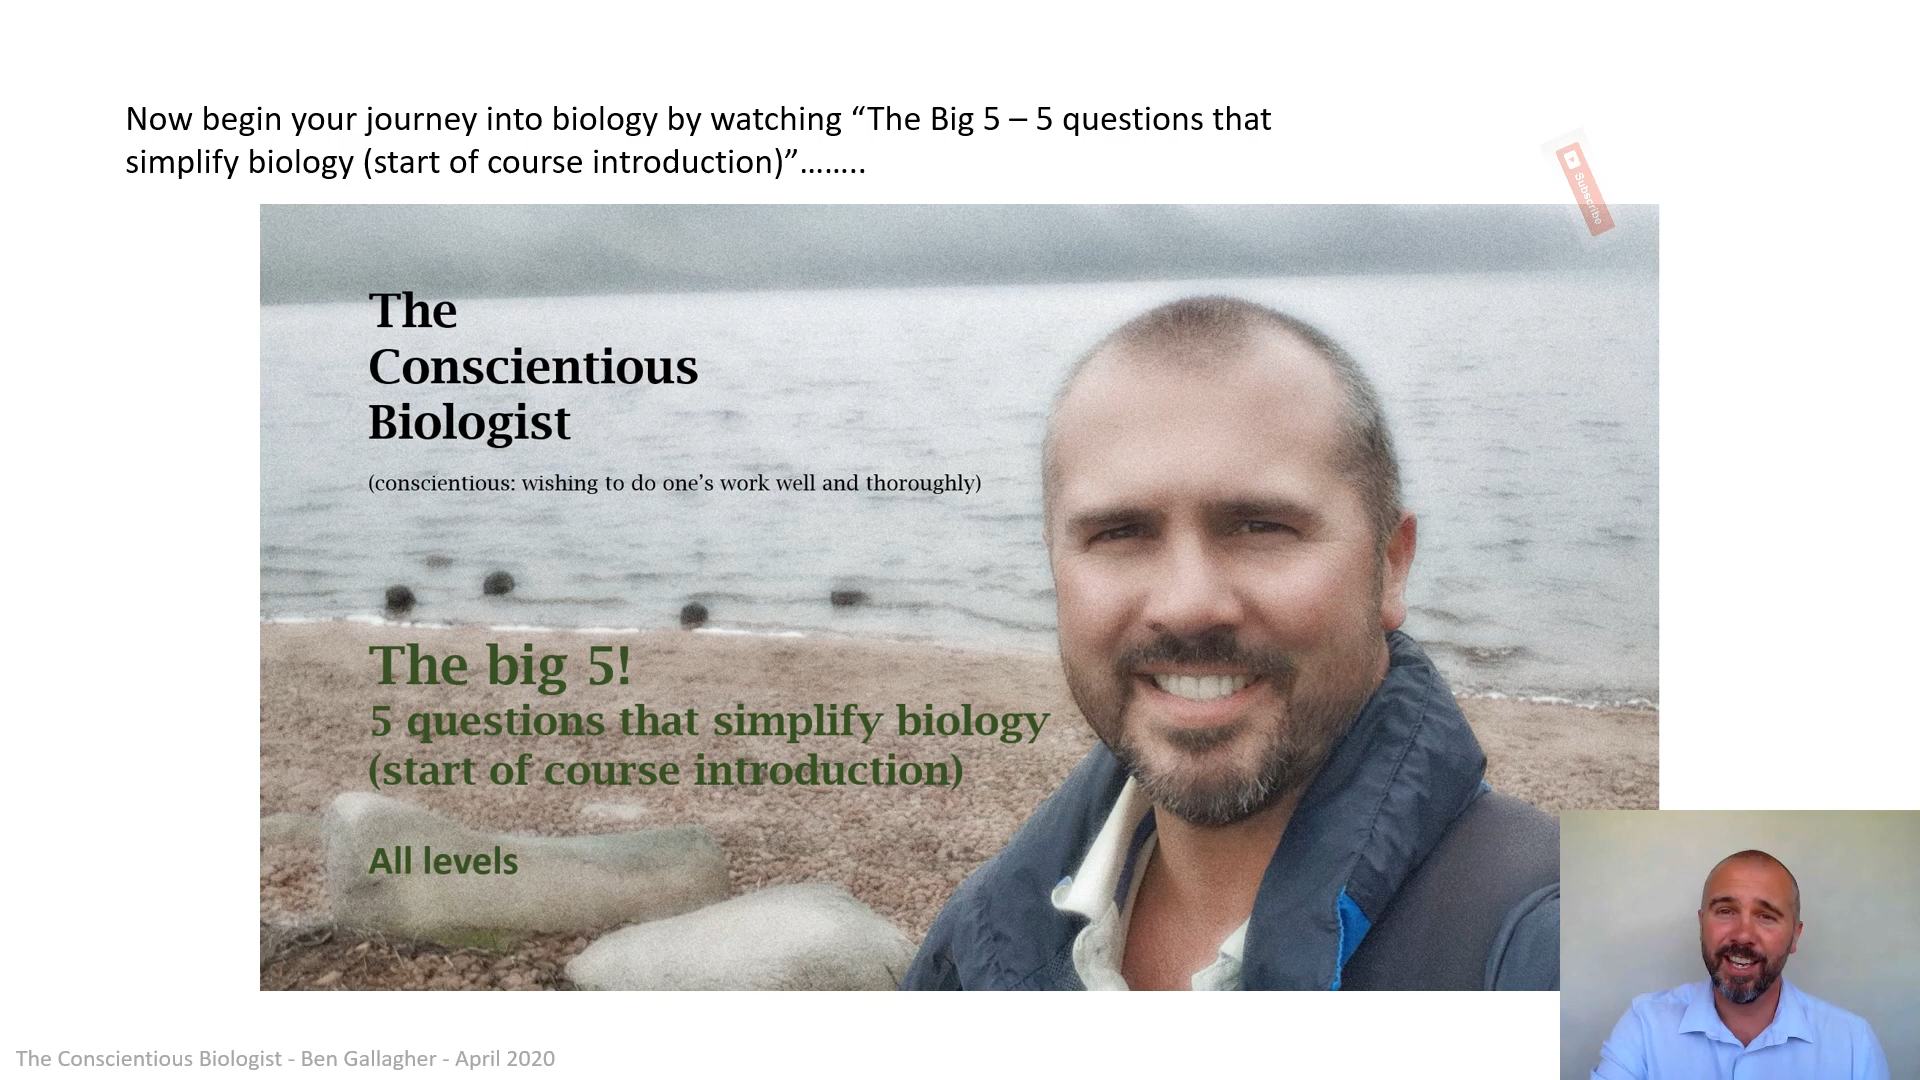 Now begin your journey into biology by watching “The Big 5 – 5 questions that
simplify biology (start of course introduction)”……..
Subscribe
The
Conscientious
Biologist
(conscientious: wishing to do one’s work well and thoroughly)
The big 5!
5 questions that simplify biology
(start of course introduction)
All levels
The Conscientious Biologist - Ben Gallagher - April 2020